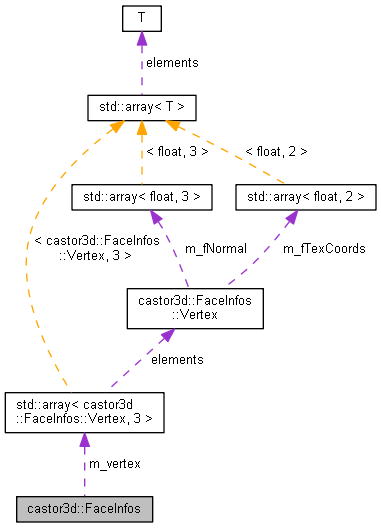 T
elements
std::array< T >
< float, 3 >
< float, 2 >
std::array< float, 3 >
std::array< float, 2 >
< castor3d::FaceInfos
::Vertex, 3 >
m_fNormal
m_fTexCoords
castor3d::FaceInfos
::Vertex
elements
std::array< castor3d
::FaceInfos::Vertex, 3 >
m_vertex
castor3d::FaceInfos